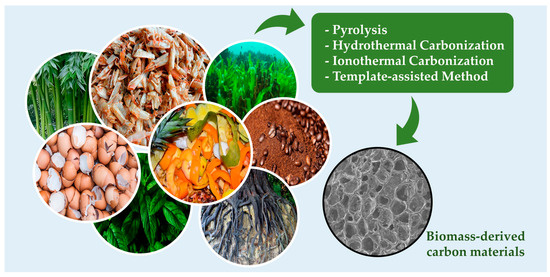 - Pyrolysis
- Hydrothermal Carbonization
- Ionothermal Carbonization
- Template-assisted Method
Biomass-derived
carbon materials